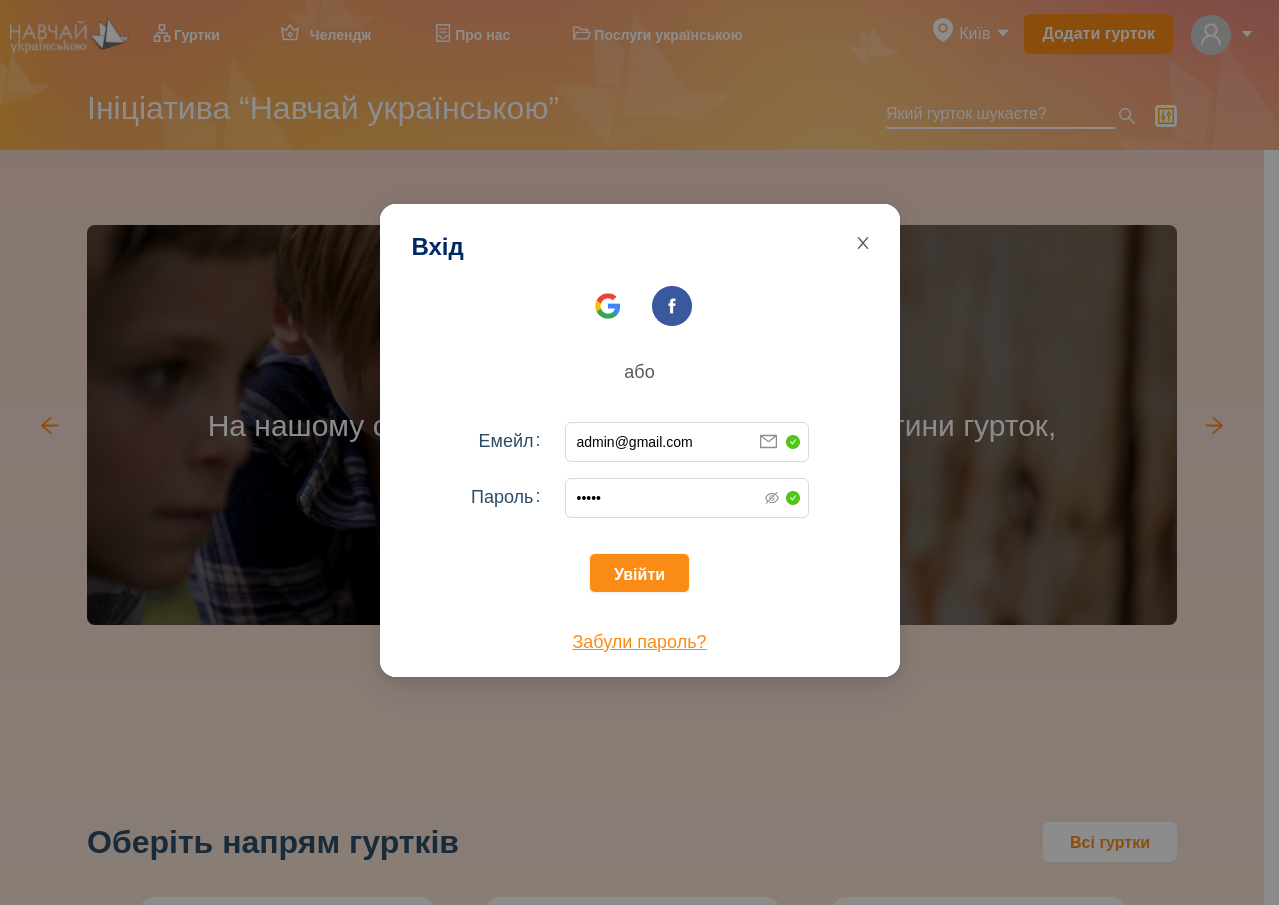 НАВЧАЙ
українською
Гуртки
Челендж
Про нас
Послуги українською
Київ
Додати гурток
Ініціатива “Навчай українською”
Який гурток шукаєте?
Вхід
або
На нашому
тини гурток,
Емейл:
admin@gmail.com
Пароль:
•••••
Увійти
Забули пароль?
Оберіть напрям гуртків
Всі гуртки